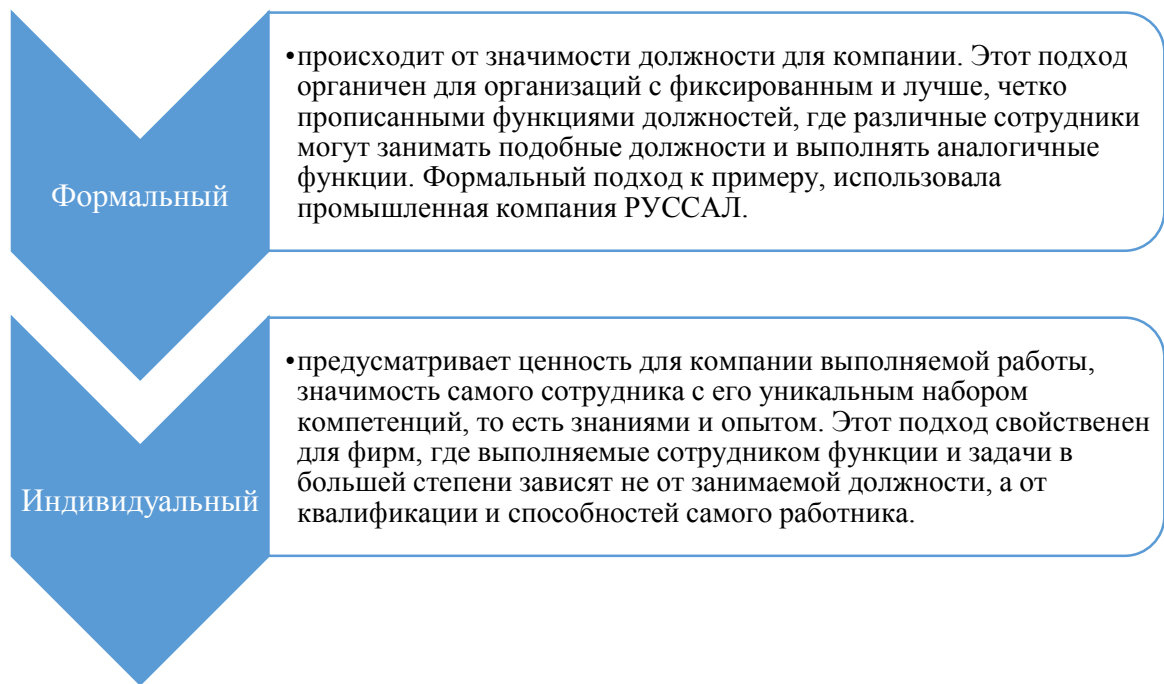 Формальный
•происходит от значимости должности для компании. Этот подход
органичен для организаций с фиксированным и лучше, четко
прописанными функциями должностей, где различные сотрудники
могут занимать подобные должности и выполнять аналогичные
функции. Формальный подход к примеру, использовала
промышленная компания РУССАЛ.
Индивидуальный
•предусматривает ценность для компании выполняемой работы,
значимость самого сотрудника с его уникальным набором
компетенций, то есть знаниями и опытом. Этот подход свойственен
для фирм, где выполняемые сотрудником функции и задачи в
большей степени зависят не от занимаемой должности, а от
квалификации и способностей самого работника.